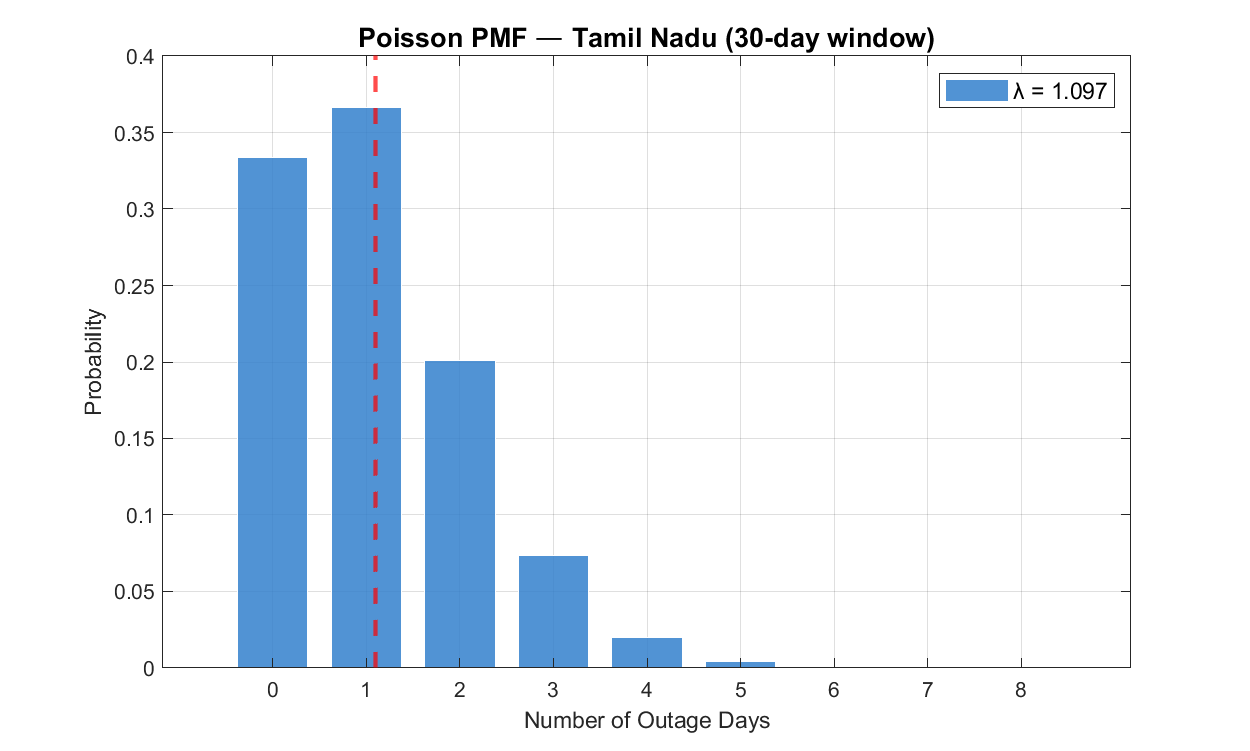 Poisson PMF — Tamil Nadu (30-day window)
λ = 1.097
0.4
0.35
0.3
0.25
0.2
0.15
0.1
0.05
0
Probability
0 1 2 3 4 5 6 7 8
Number of Outage Days